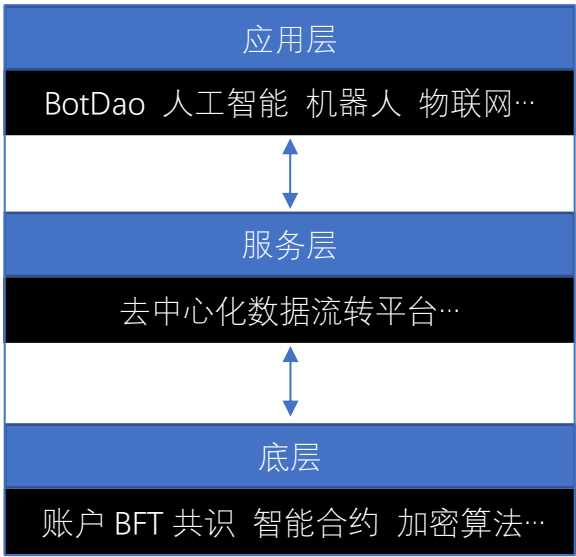 应用层
BotDao 人工智能 机器人 物联网…
服务层
去中心化数据流转平台…
底层
账户 BFT 共识 智能合约 加密算法…